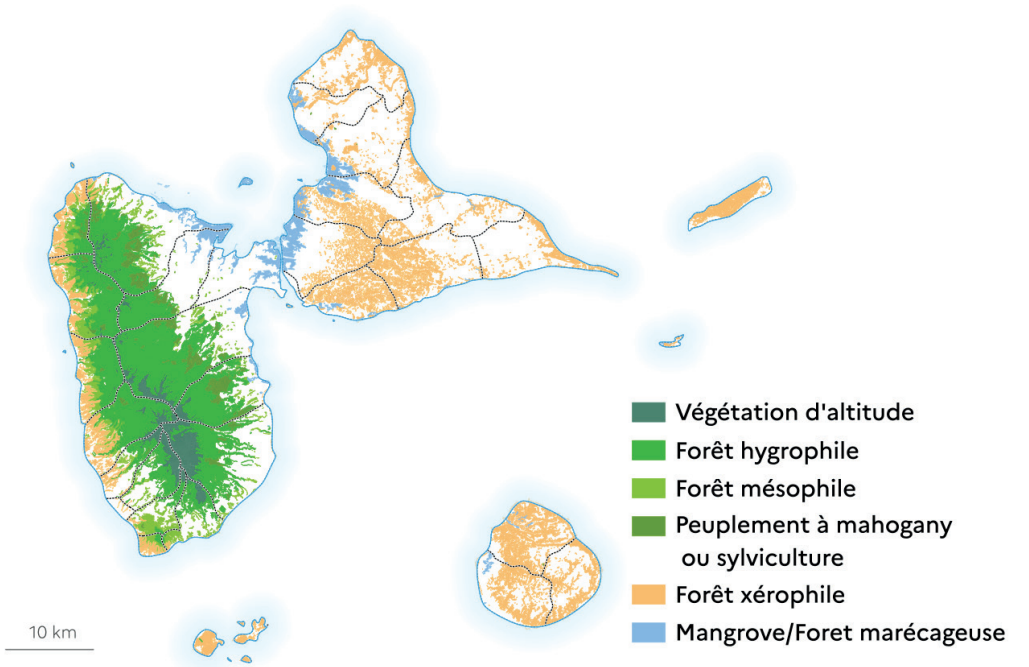 Végétation d'altitude
Forêt hygrophile
Forêt mésophile
Peuplement à mahogany
ou sylviculture
Forêt xérophile
Mangrove/Foret marécageuse
10 km